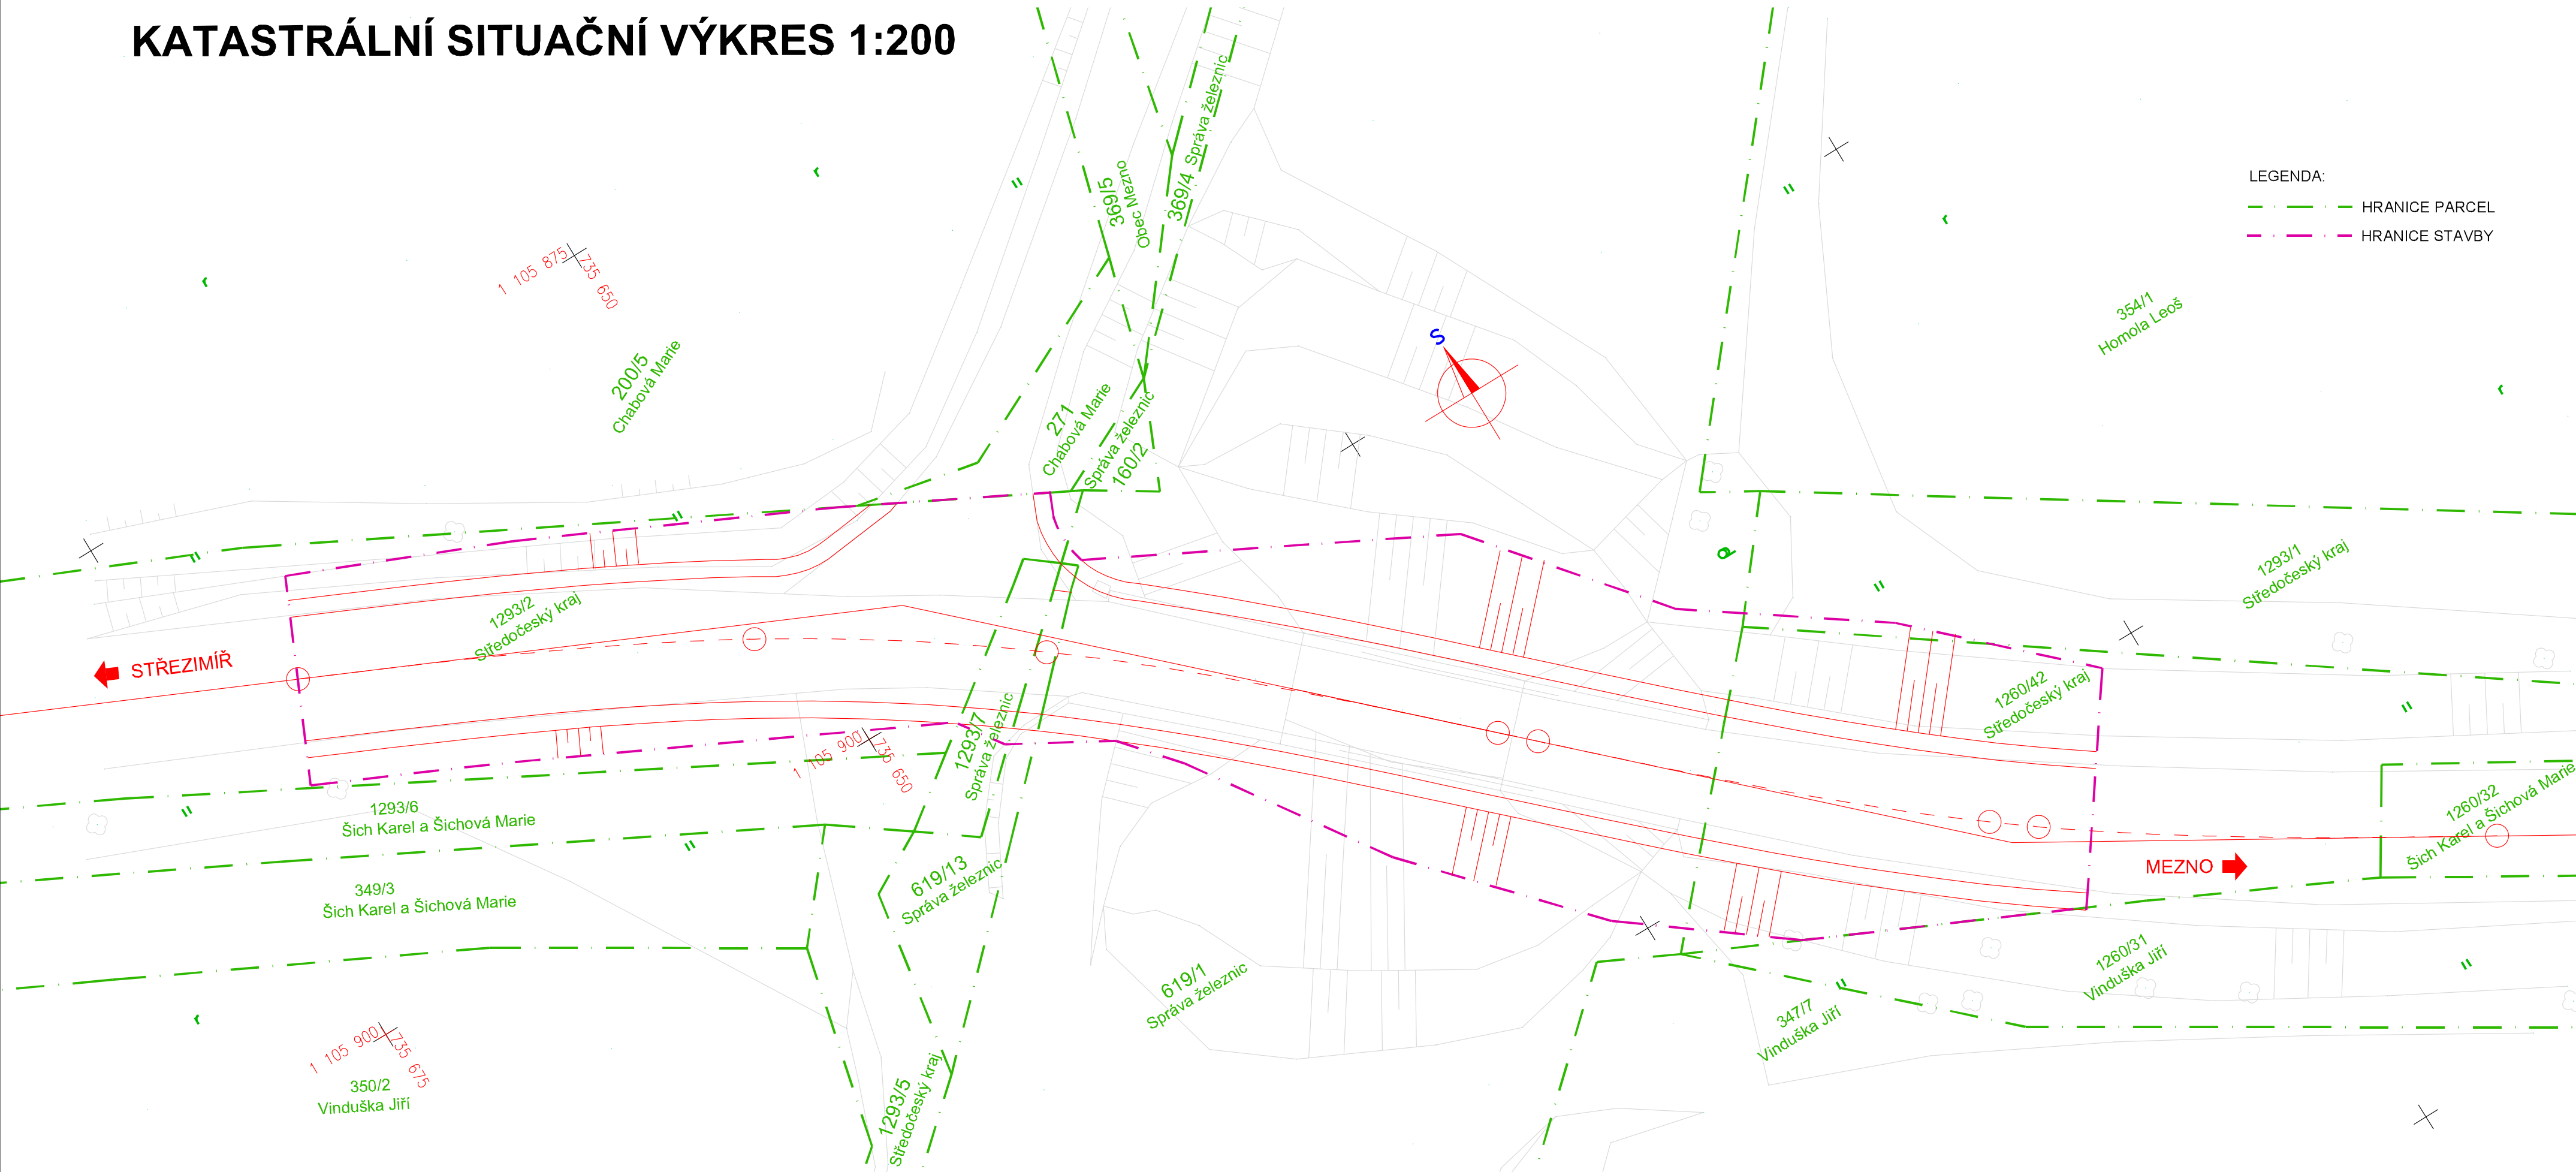 KATASTRÁLNÍ SITUAČNÍ VÝKRES 1:200
LEGENDA:
HRANICE PARCEL
HRANICE STAVBY
369/5
Obec Mezno
369/4 Správa železnic
1 105 875
735 650
200/5
Chabová Marie
271
Chabová Marie
Správa železnic
160/2
S
354/1
Homola Leoš
1293/1
Středočeský kraj
1293/2
Středočeský kraj
STŘEZIMÍŘ
1260/42
Středočeský kraj
1293/7
Správa železnic
1 105 900
735 650
1293/6
Šich Karel a Šichová Marie
1260/32
Šich Karel a Šichová Marie
MEZNO
349/3
Šich Karel a Šichová Marie
619/13
Správa železnic
619/1
Správa železnic
1260/31
Vinduška Jiří
347/7
Vinduška Jiří
1 105 900
735 675
350/2
Vinduška Jiří
1293/5
Středočeský kraj